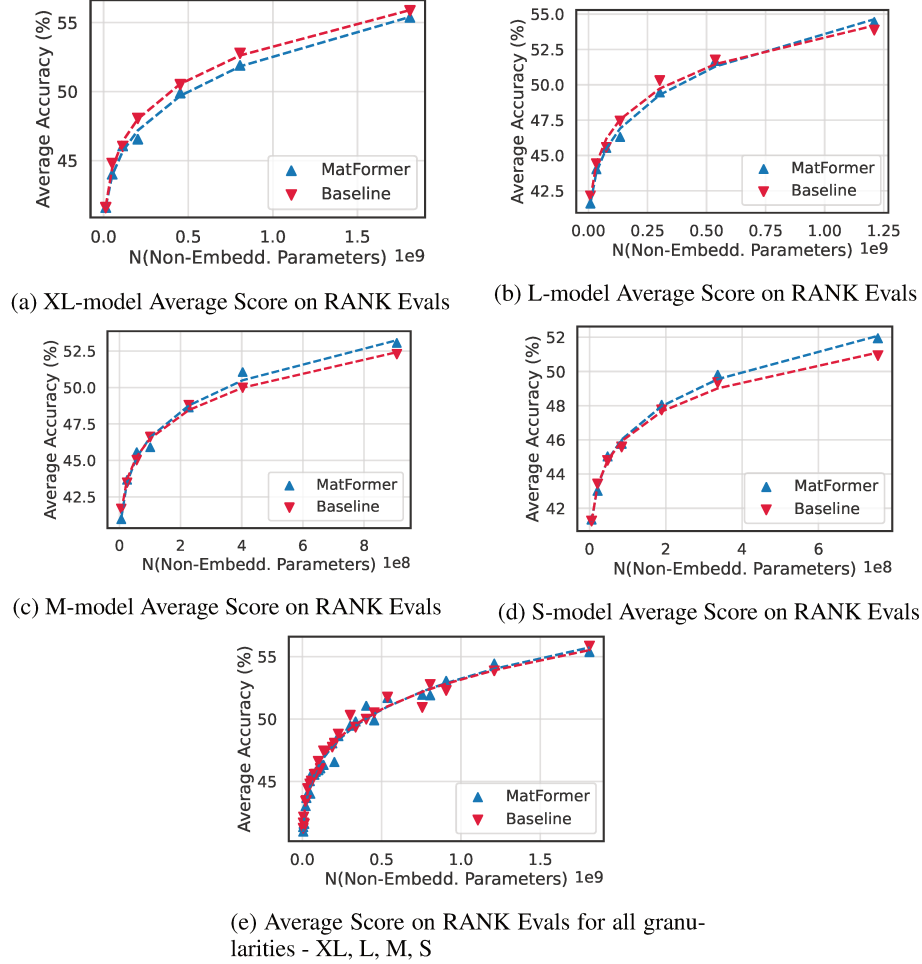 55
50
45
Average Accuracy (%)
MatFormer
Baseline
0.0 0.5 1.0 1.5
N(Non-Embedd. Parameters) 1e9
(a) XL-model Average Score on RANK Evals
55.0
52.5
50.0
47.5
45.0
42.5
Average Accuracy (%)
MatFormer
Baseline
0.00 0.25 0.50 0.75 1.00 1.25
N(Non-Embedd. Parameters) 1e9
(b) L-model Average Score on RANK Evals
52.5
50.0
47.5
45.0
42.5
Average Accuracy (%)
MatFormer
Baseline
0 2 4 6 8
N(Non-Embedd. Parameters) 1e8
(c) M-model Average Score on RANK Evals
52
50
48
46
44
42
Average Accuracy (%)
MatFormer
Baseline
0 2 4 6
N(Non-Embedd. Parameters) 1e8
(d) S-model Average Score on RANK Evals
55
50
45
Average Accuracy (%)
MatFormer
Baseline
0.0 0.5 1.0 1.5
N(Non-Embedd. Parameters) 1e9
(e) Average Score on RANK Evals for all granu-
larities - XL, L, M, S